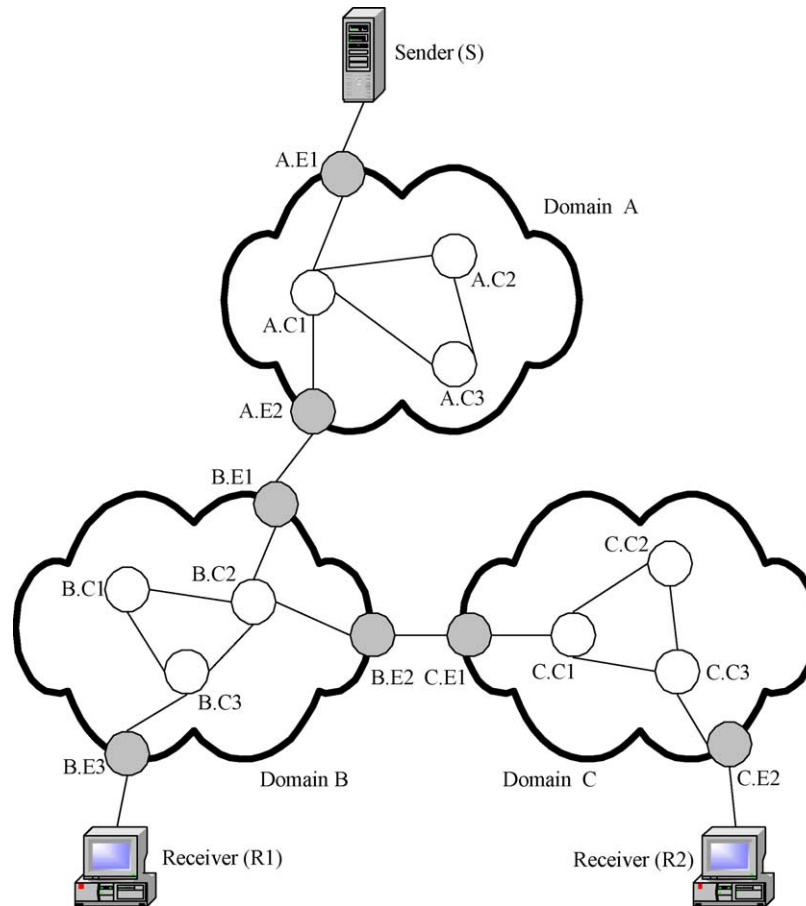 Sender (S)
A.E1
Domain A
A.C2
A.C1
A.C3
A.E2
B.E1
C.C2
B.C2
B.C1
B.E2
C.E1
C.C1
C.C3
B.C3
B.E3
Domain B
Domain C
C.E2
Receiver (R1)
Receiver (R2)